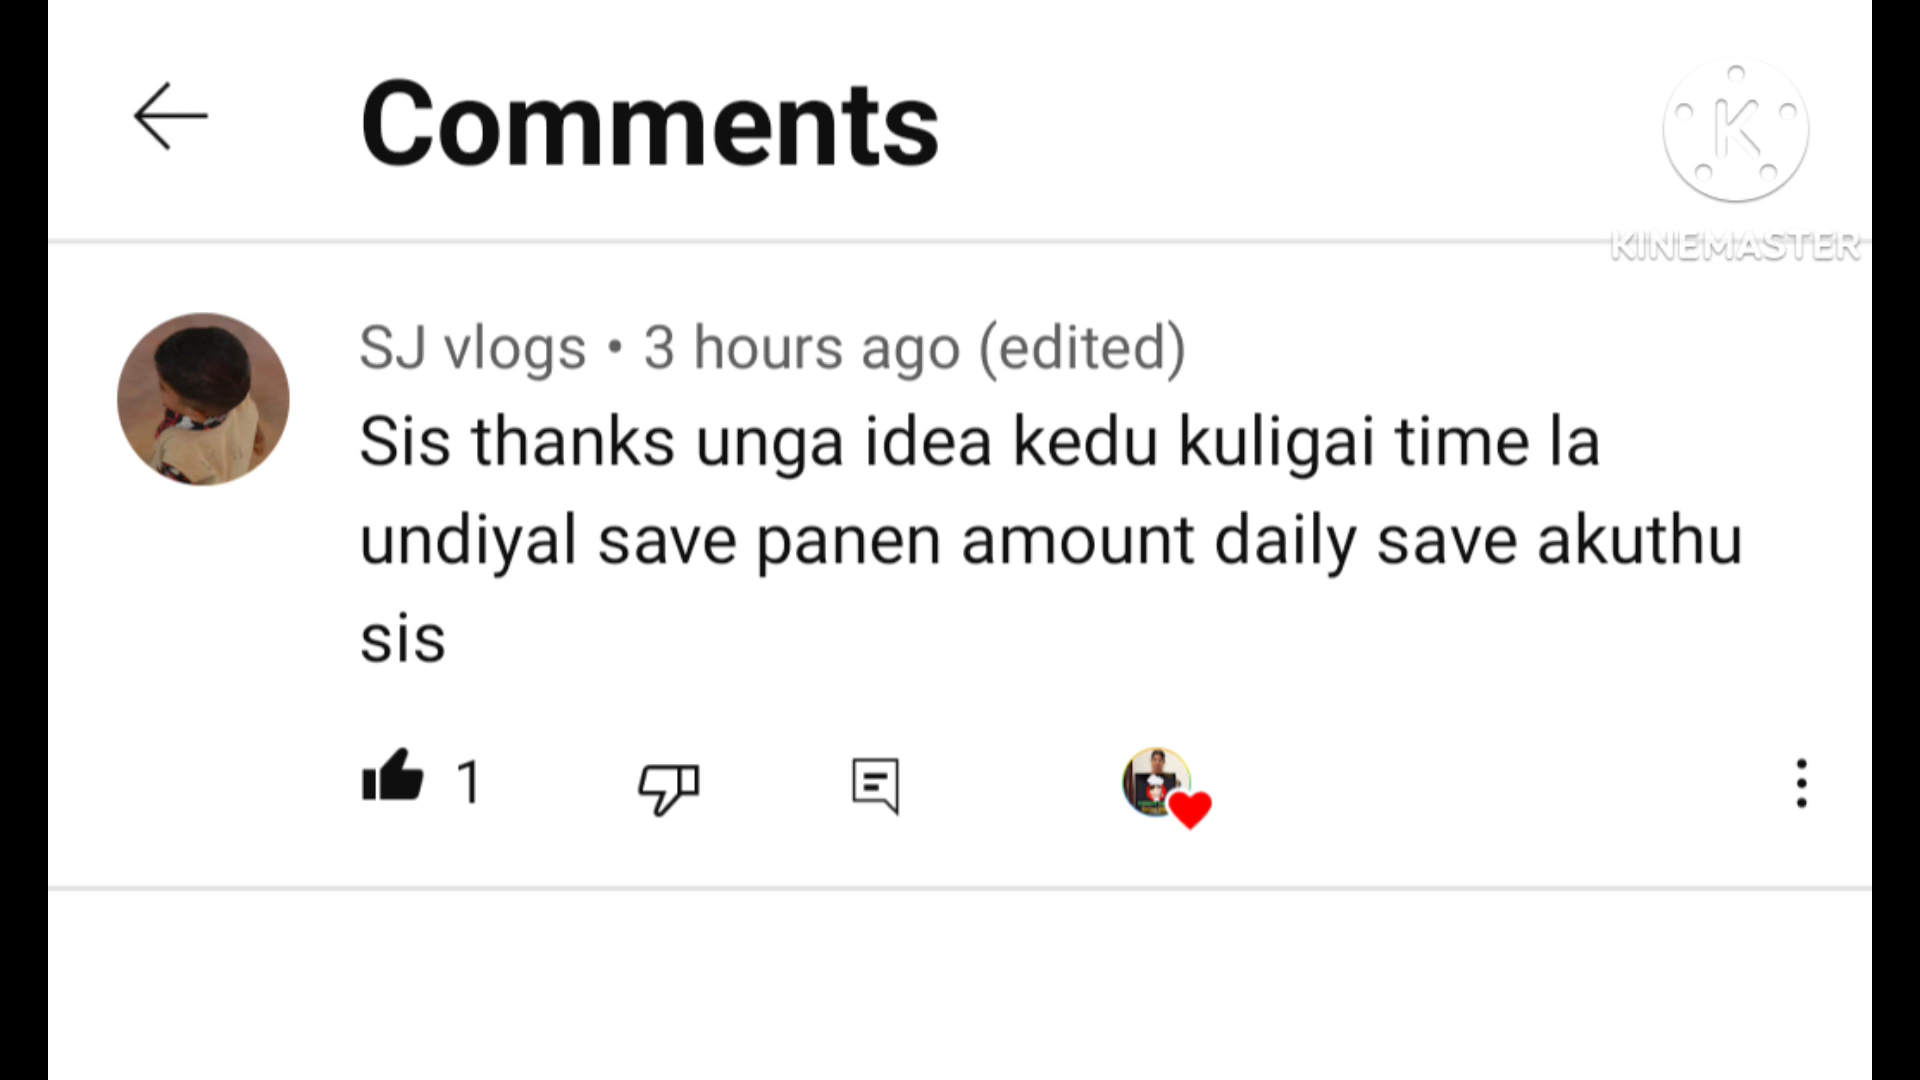 Comments
K
KINEMASTER
SJ vlogs • 3 hours ago (edited)
Sis thanks unga idea kedu kuligai time la
undiyal save panen amount daily save akuthu
sis
1